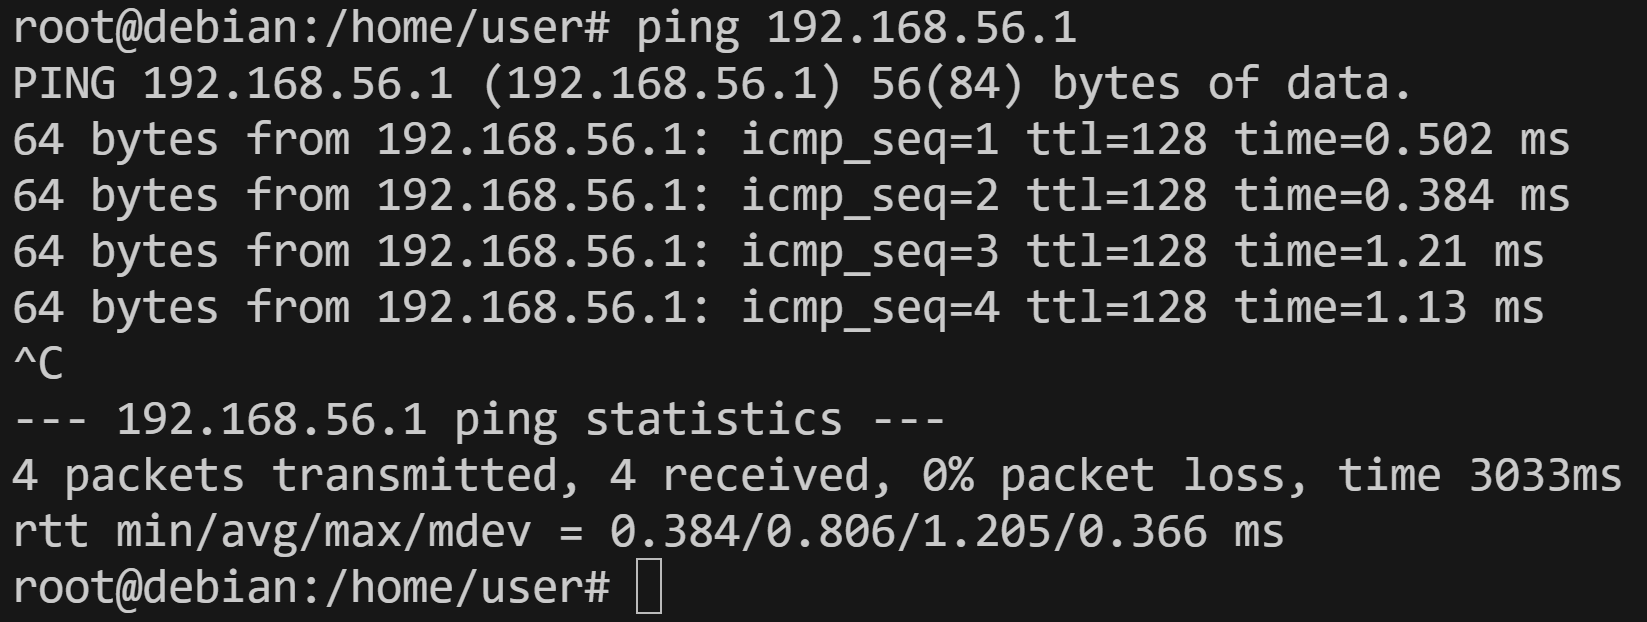 root@debian:/home/user# ping 192.168.56.1
PING 192.168.56.1 (192.168.56.1) 56(84) bytes of data.
64 bytes from 192.168.56.1: icmp_seq=1 ttl=128 time=0.502 ms
64 bytes from 192.168.56.1: icmp_seq=2 ttl=128 time=0.384 ms
64 bytes from 192.168.56.1: icmp_seq=3 ttl=128 time=1.21 ms
64 bytes from 192.168.56.1: icmp_seq=4 ttl=128 time=1.13 ms
^C
--- 192.168.56.1 ping statistics ---
4 packets transmitted, 4 received, 0% packet loss, time 3033ms
rtt min/avg/max/mdev = 0.384/0.806/1.205/0.366 ms
root@debian:/home/user#